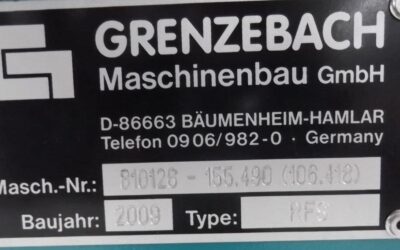 GRENZEBACH
Maschinenbau GmbH
D-86663 BÄUMENHEIM-HAMLAR
Telefon 0906/982-0 · Germany
Masch.-Nr.: 810126 - 155.490 (106.418)
Baujahr: 2009 Type: RFS